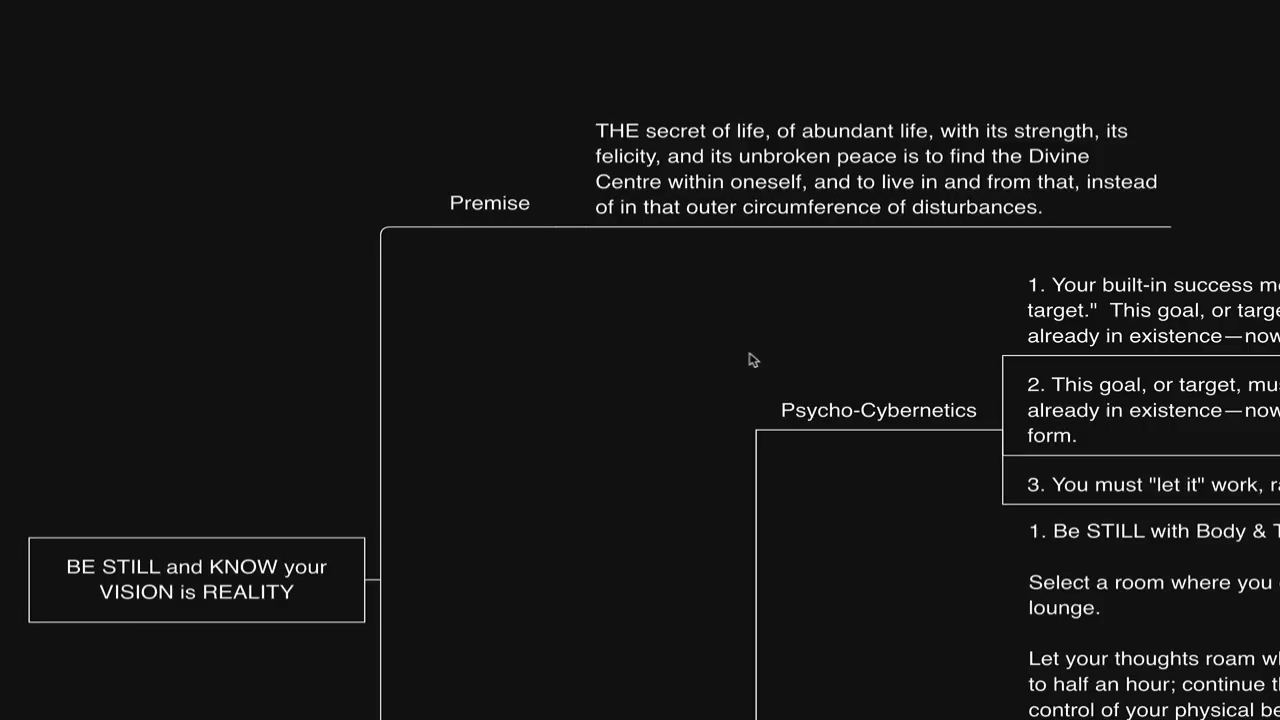 THE secret of life, of abundant life, with its strength, its
felicity, and its unbroken peace is to find the Divine
Centre within oneself, and to live in and from that, instead
of in that outer circumference of disturbances.
Premise
1. Your built-in success
target."  This goal, or
already in existence—now
2. This goal, or target,
already in existence—now
form.
Psycho-Cybernetics
3. You must "let it" work,
1. Be STILL with Body &
BE STILL and KNOW your
VISION is REALITY
Select a room where you
lounge.
Let your thoughts roam
to half an hour; continue
control of your physical